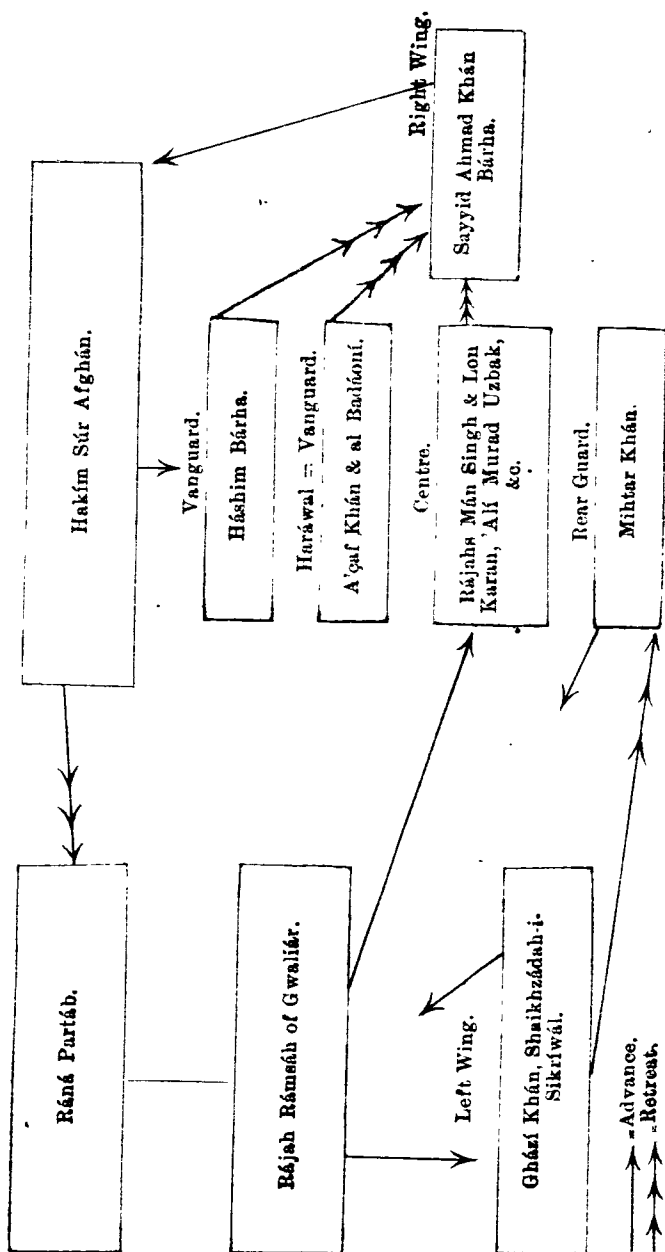 Ráná Partáb.
Hakím Súr Afghán.
Vanguard.
Háshim Bárha.
Rájah Rámsáh of Gwaliár.
Haráwal = Vanguard.
A'çaf Khán & al Badáoní.
Centre.
Rájahs Mán Singh & Lon
Karan, 'Alí Murad Uzbak,
&c.
Right Wing.
Sayyid Ahmad Khán
Bárha.
Left Wing.
Ghází Khán, Shaikhzádah-i-
Sikríwál.
Rear Guard.
Mihtar Khán.
=Advance.
=Retreat.